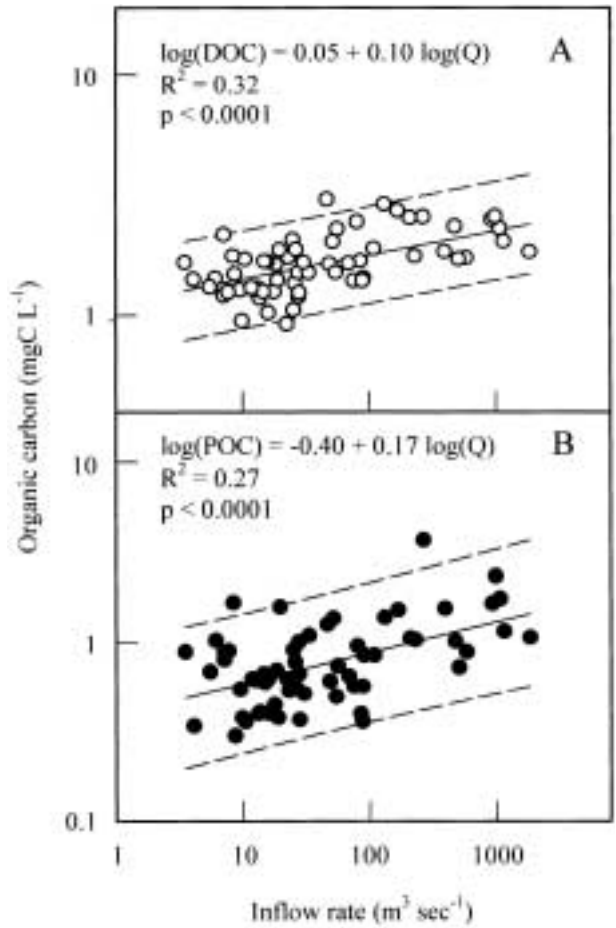 log(DOC) = 0.05 + 0.10 log(Q)
R² = 0.32
p < 0.0001
A
10
1
log(POC) = -0.40 + 0.17 log(Q)
R² = 0.27
p < 0.0001
B
10
1
0.1
Organic carbon (mgC L⁻¹)
1 10 100 1000
Inflow rate (m³ sec⁻¹)